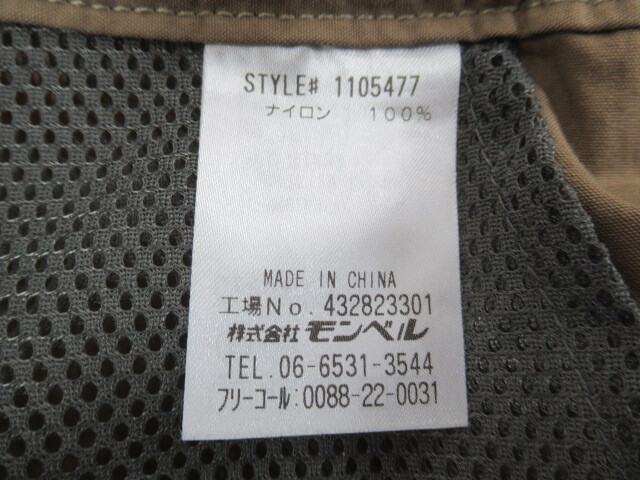 STYLE# 1105477
ナイロン 100%
MADE IN CHINA
工場No. 432823301
株式会社 モンベル
TEL. 06-6531-3544
フリーコール:0088-22-0031